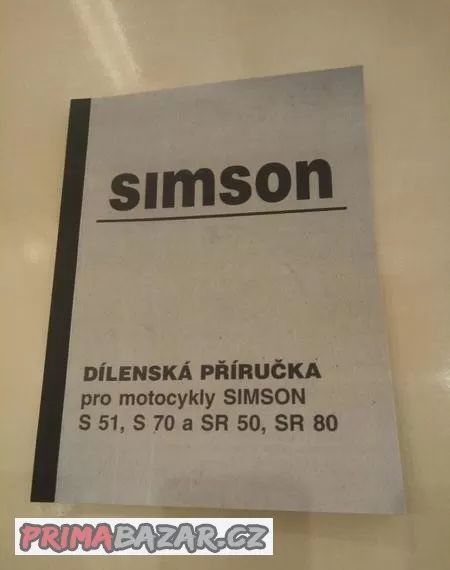 simson
DÍLENSKÁ PŘÍRUČKA
pro motocykly SIMSON
S 51, S 70 a SR 50, SR 80
PRIMABAZAR.CZ